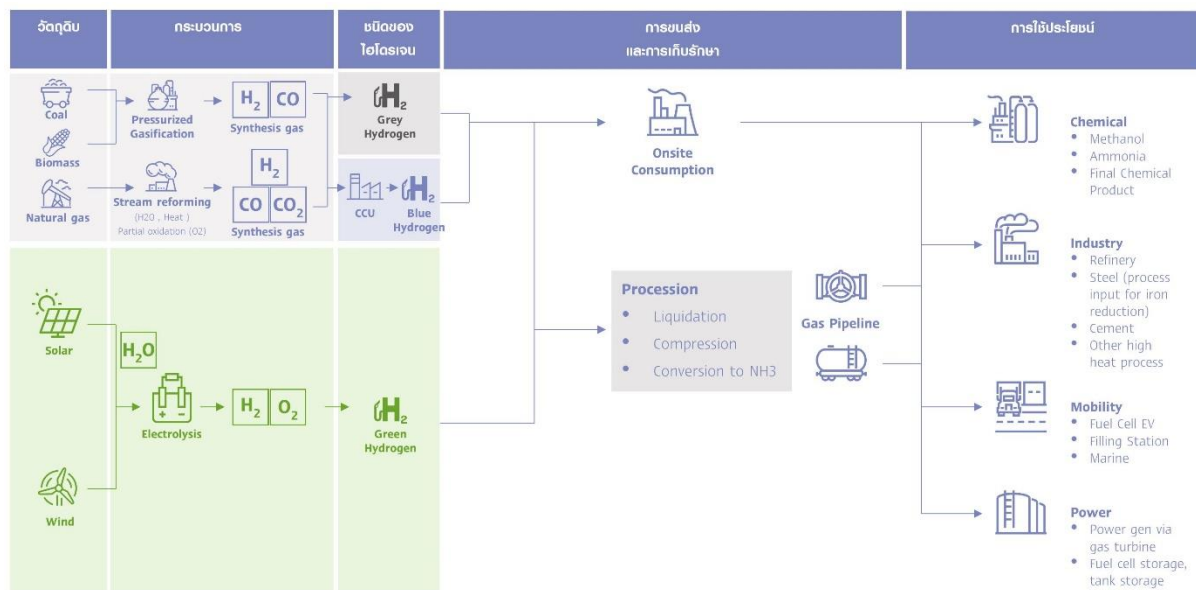 วัตถุดิบ
กระบวนการ
ชนิดของ
ไฮโดรเจน
การขนส่ง
และการเก็บรักษา
การใช้ประโยชน์
Coal
Biomass
Natural gas
Pressurized
Gasification
H2 CO
Synthesis gas
Stream reforming
(H2O , Heat )
Partial oxidation (O2)
H2
CO CO2
Synthesis gas
H2
Grey
Hydrogen
CCU
H2
Blue
Hydrogen
Solar
Wind
H2O
Electrolysis
H2 O2
H2
Green
Hydrogen
Onsite
Consumption
Procession
• Liquidation
• Compression
• Conversion to NH3
Gas Pipeline
Chemical
• Methanol
• Ammonia
• Final Chemical
Product
Industry
• Refinery
• Steel (process
input for iron
reduction)
• Cement
• Other high
heat process
Mobility
• Fuel Cell EV
• Filling Station
• Marine
Power
• Power gen via
gas turbine
• Fuel cell storage,
tank storage